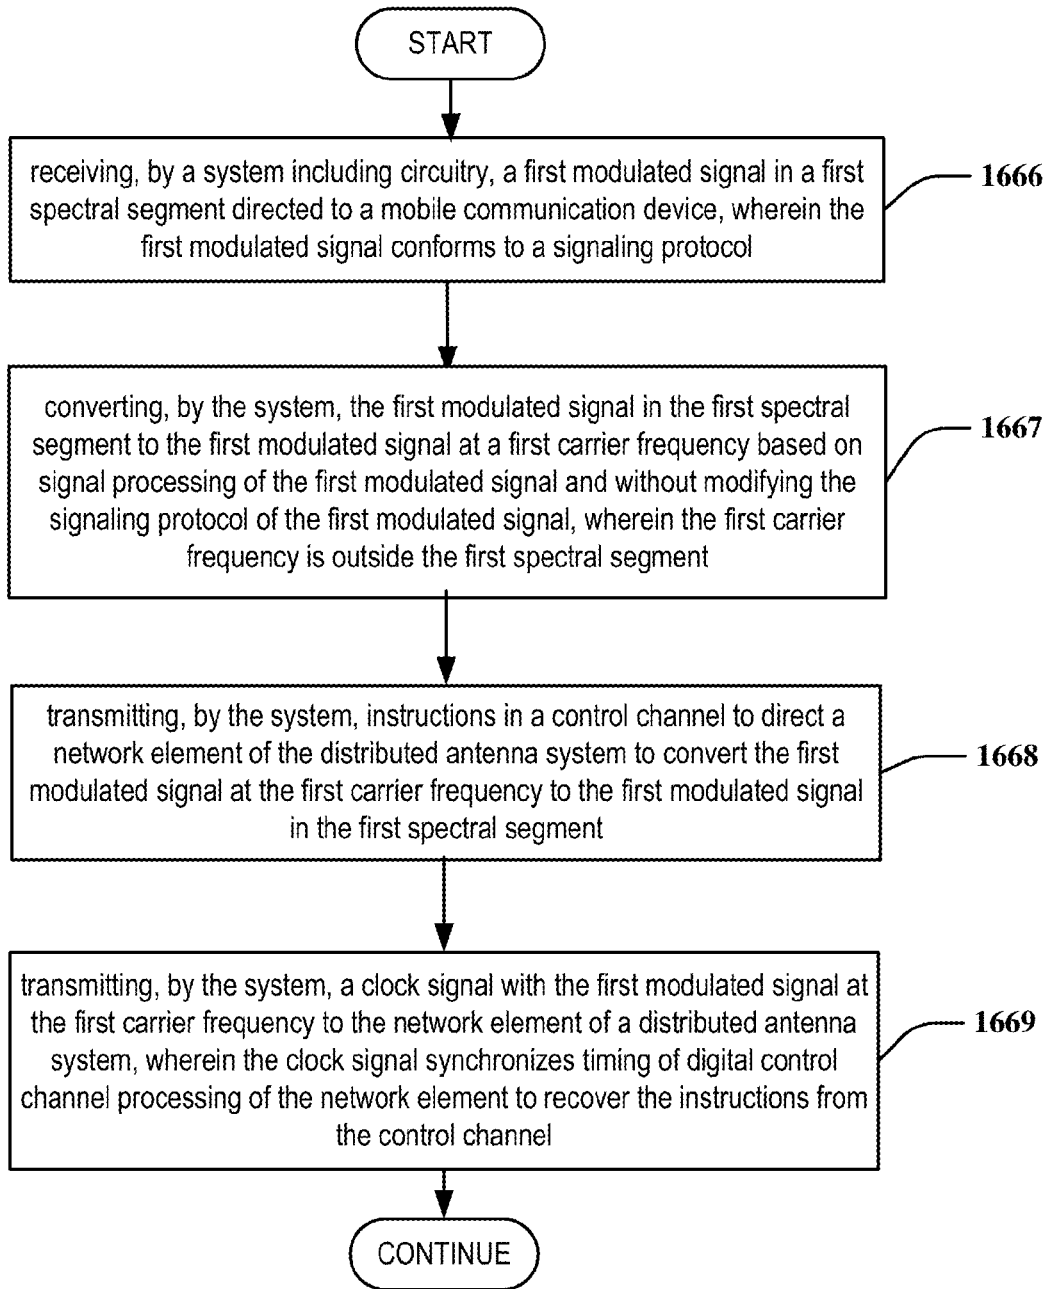 START
receiving, by a system including circuitry, a first modulated signal in a first
spectral segment directed to a mobile communication device, wherein the
first modulated signal conforms to a signaling protocol
1666
converting, by the system, the first modulated signal in the first spectral
segment to the first modulated signal at a first carrier frequency based on
signal processing of the first modulated signal and without modifying the
signaling protocol of the first modulated signal, wherein the first carrier
frequency is outside the first spectral segment
1667
transmitting, by the system, instructions in a control channel to direct a
network element of the distributed antenna system to convert the first
modulated signal at the first carrier frequency to the first modulated signal
in the first spectral segment
1668
transmitting, by the system, a clock signal with the first modulated signal at
the first carrier frequency to the network element of a distributed antenna
system, wherein the clock signal synchronizes timing of digital control
channel processing of the network element to recover the instructions from
the control channel
1669
CONTINUE